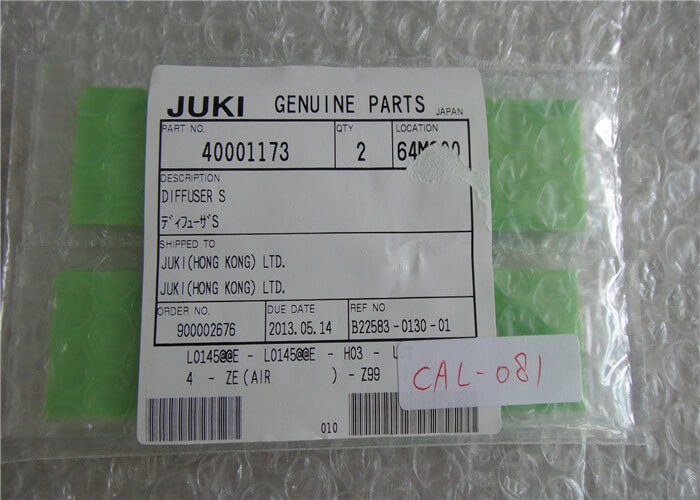 JUKI GENUINE PARTS JAPAN
PART NO. QTY LOCATION
40001173 2
DESCRIPTION
DIFFUSER S
ﾃﾞｨﾌｭｰｻﾞS
SHIPPED TO
JUKI(HONG KONG) LTD.
JUKI(HONG KONG) LTD.
ORDER NO. DUE DATE REF NO
900002676 2013.05.14 B22583-0130-01
L0145@@E - L0145@@E - H03 -
4 - ZE(AIR ) - Z99
CAL-081
010